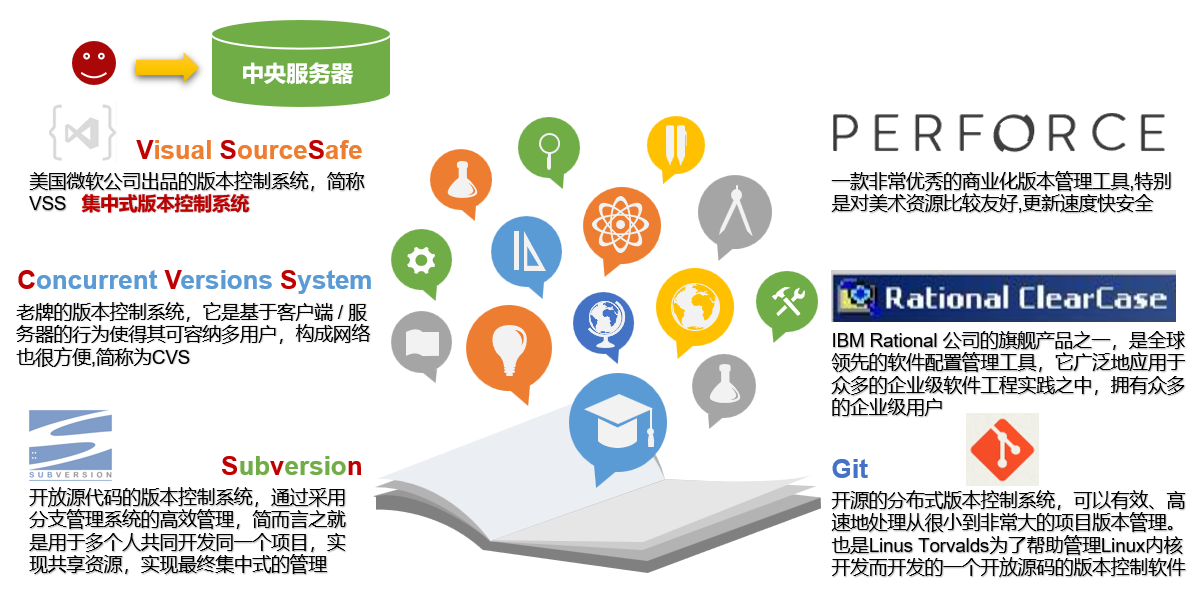 中央服务器
Visual SourceSafe
美国微软公司出品的版本控制系统，简称
VSS 集中式版本控制系统
Concurrent Versions System
老牌的版本控制系统，它是基于客户端 / 服
务器的行为使得其可容纳多用户，构成网络
也很方便,简称为CVS
SUBVERSION
Subversion
开放源代码的版本控制系统，通过采用
分支管理系统的高效管理，简而言之就
是用于多个人共同开发同一个项目，实
现共享资源，实现最终集中式的管理
PERFORCE
一款非常优秀的商业化版本管理工具,特别
是对美术资源比较友好,更新速度快安全
Rational ClearCase
IBM Rational 公司的旗舰产品之一，是全球
领先的软件配置管理工具，它广泛地应用于
众多的企业级软件工程实践之中，拥有众多
的企业级用户
Git
开源的分布式版本控制系统，可以有效、高
速地处理从很小到非常大的项目版本管理。
也是Linus Torvalds为了帮助管理Linux内核
开发而开发的一个开放源码的版本控制软件